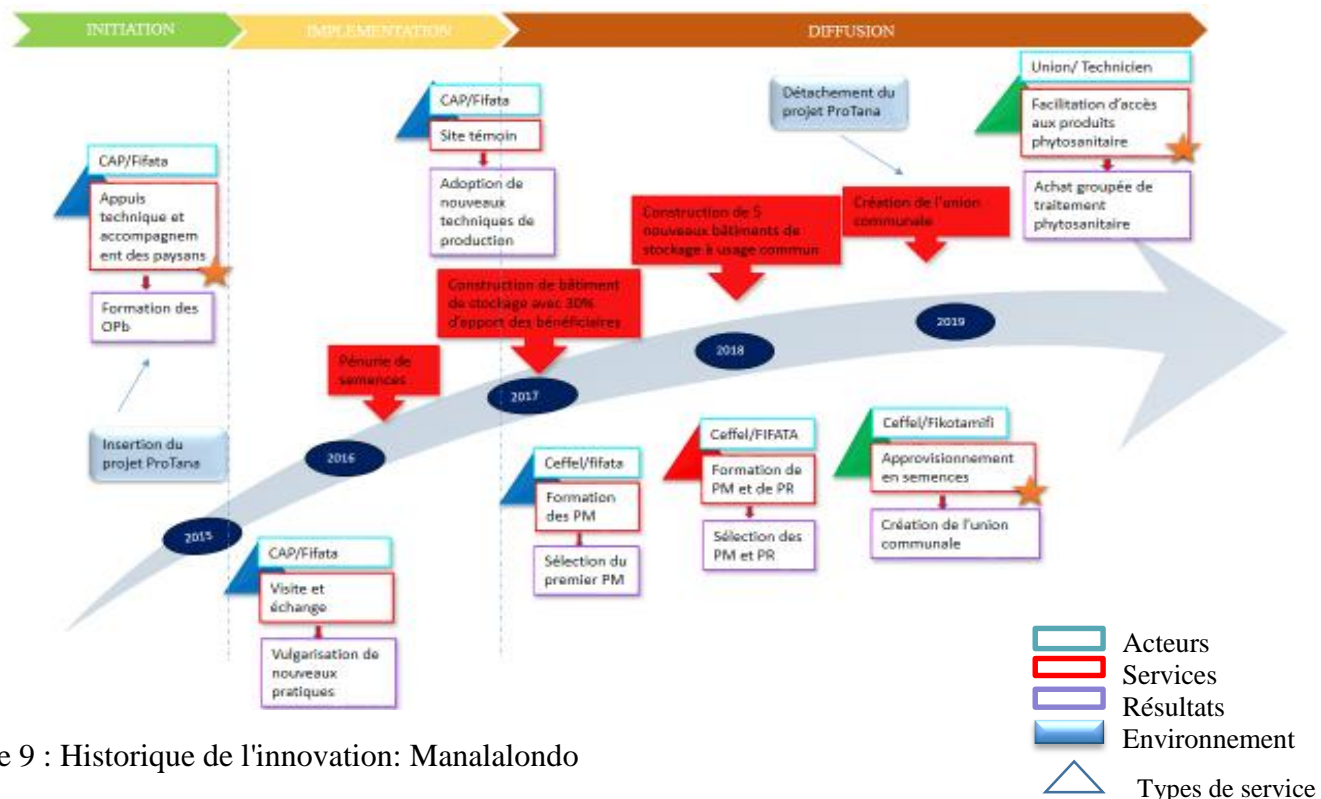 INITIATION
IMPLEMENTATION
DIFFUSION
CAP/Fifata
Appuis
technique et
accompagnem
ent des paysans
Formation des
OPb
Insertion du
projet ProTana
CAP/Fifata
Site témoin
Adoption de
nouveaux
techniques de
production
Détachement du
projet ProTana
Union/ Technicien
Facilitation d'accès
aux produits
phytosanitaire
Achat groupée de
traitement
phytosanitaire
Pénurie de
semences
Construction de bâtiment
de stockage avec 30%
d'apport des bénéficiaires
Construction de 5
nouveaux bâtiments de
stockage à usage commun
Création de l'union
communale
2015
2016
2017
2018
2019
CAP/Fifata
Visite et
échange
Vulgarisation de
nouveaux
pratiques
Ceffel/fifata
Formation
des PM
Sélection du
premier PM
Ceffel/FIFATA
Formation de
PM et de PR
Sélection des
PM et PR
Ceffel/Fikotamifi
Approvisionnement
en semences
Création de l'union
communale
Acteurs
Services
Résultats
Environnement
Types de service
e 9 : Historique de l'innovation: Manalalondo